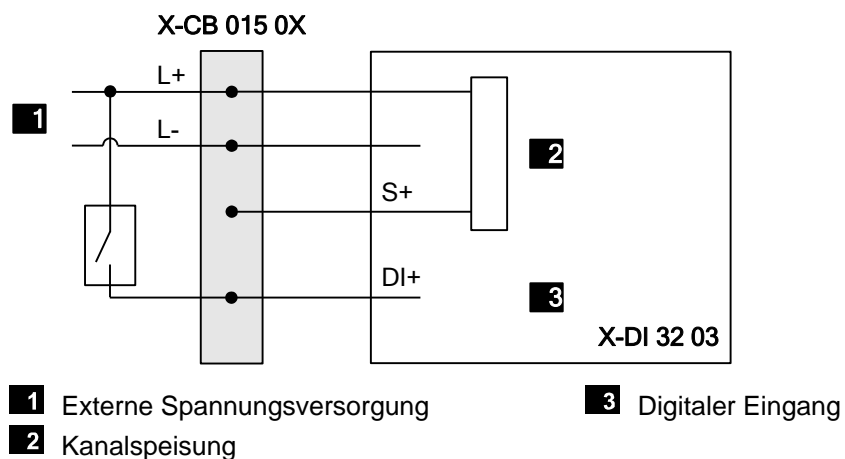 X-CB 015 0X
L+
1
L-
2
S+
DI+
3
X-DI 32 03
1 Externe Spannungsversorgung
3 Digitaler Eingang
2 Kanalspeisung